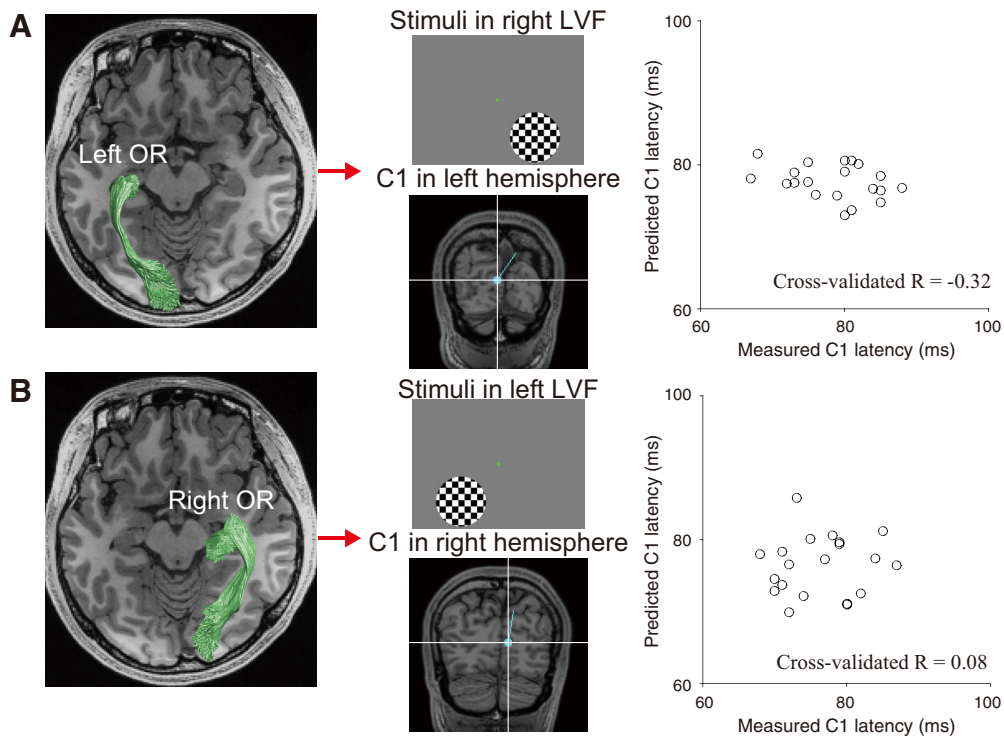 A
Left OR
Stimuli in right LVF
C1 in left hemisphere
Predicted C1 latency (ms)
100
80
60
Cross-validated R = -0.32
60
80
100
Measured C1 latency (ms)
B
Right OR
Stimuli in left LVF
C1 in right hemisphere
Predicted C1 latency (ms)
100
80
60
Cross-validated R = 0.08
60
80
100
Measured C1 latency (ms)